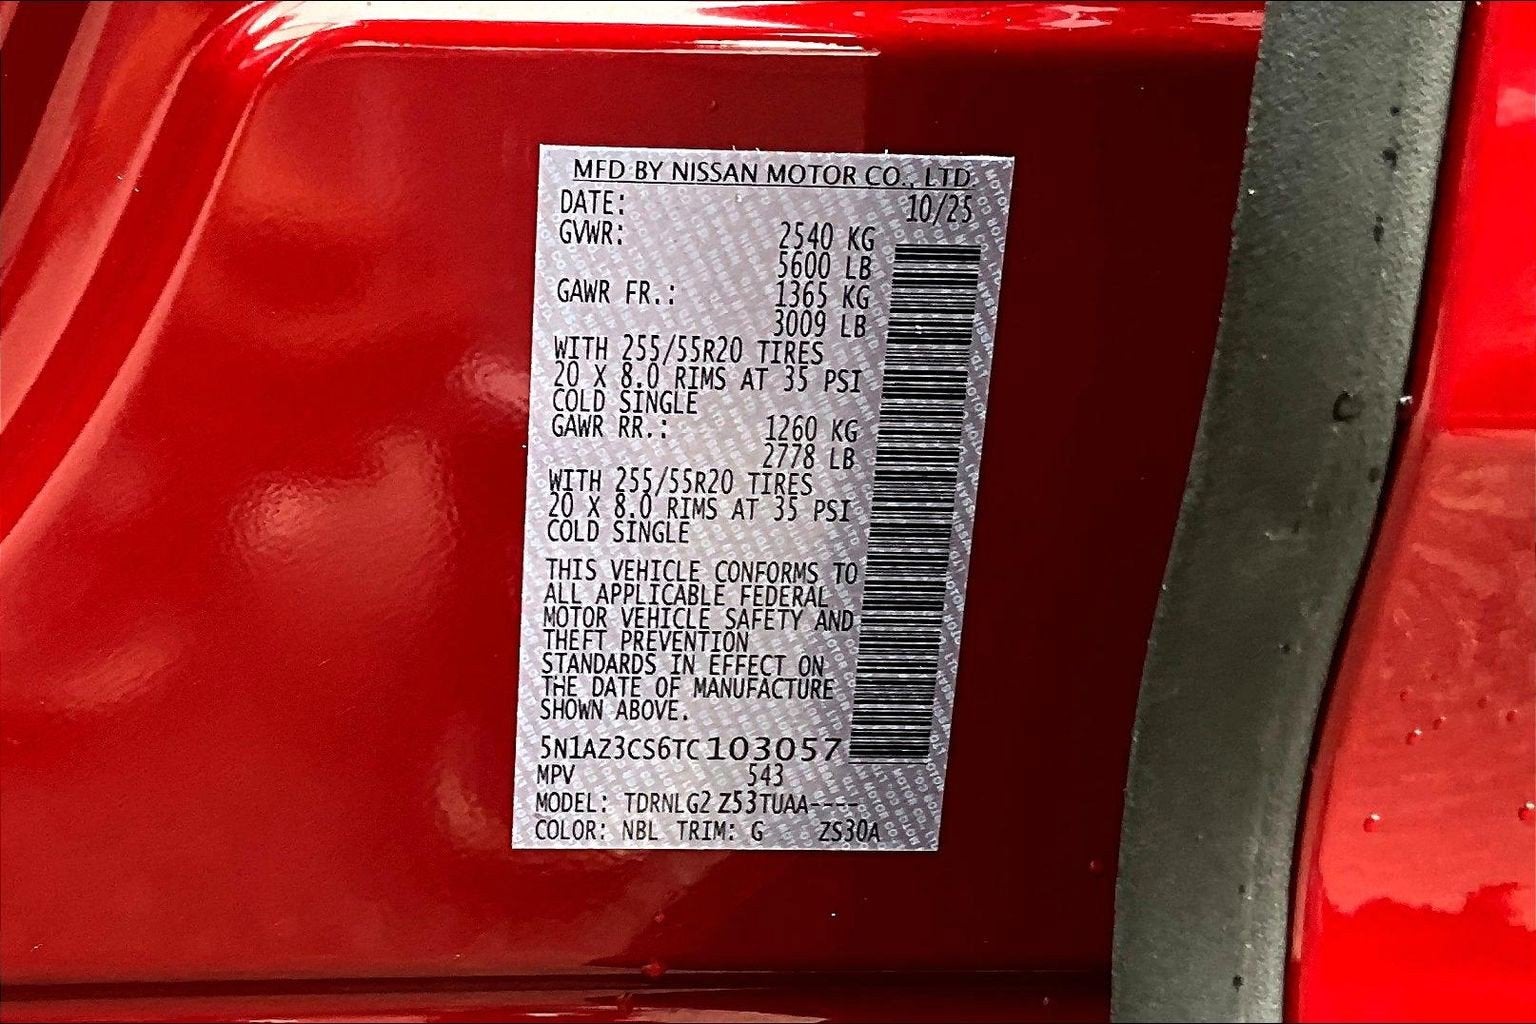 MFD BY NISSAN MOTOR CO., LTD.
DATE: 10/25
GVWR: 2540 KG
5600 LB
GAWR FR.: 1365 KG
3009 LB
WITH 255/55R20 TIRES
20 X 8.0 RIMS AT 35 PSI
COLD SINGLE
GAWR RR.: 1260 KG
2778 LB
WITH 255/55R20 TIRES
20 X 8.0 RIMS AT 35 PSI
COLD SINGLE
THIS VEHICLE CONFORMS TO
ALL APPLICABLE FEDERAL
MOTOR VEHICLE SAFETY AND
THEFT PREVENTION
STANDARDS IN EFFECT ON
THE DATE OF MANUFACTURE
SHOWN ABOVE.
5N1AZ3CS6TC103057
MPV 543
MODEL: TDRNLG2 Z53TUAA----
COLOR: NBL TRIM: G ZS30A